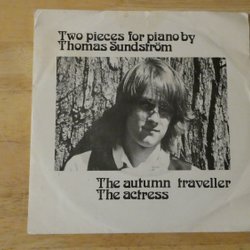 Two pieces for piano by
Thomas Sundström
The autumn traveller
The actress